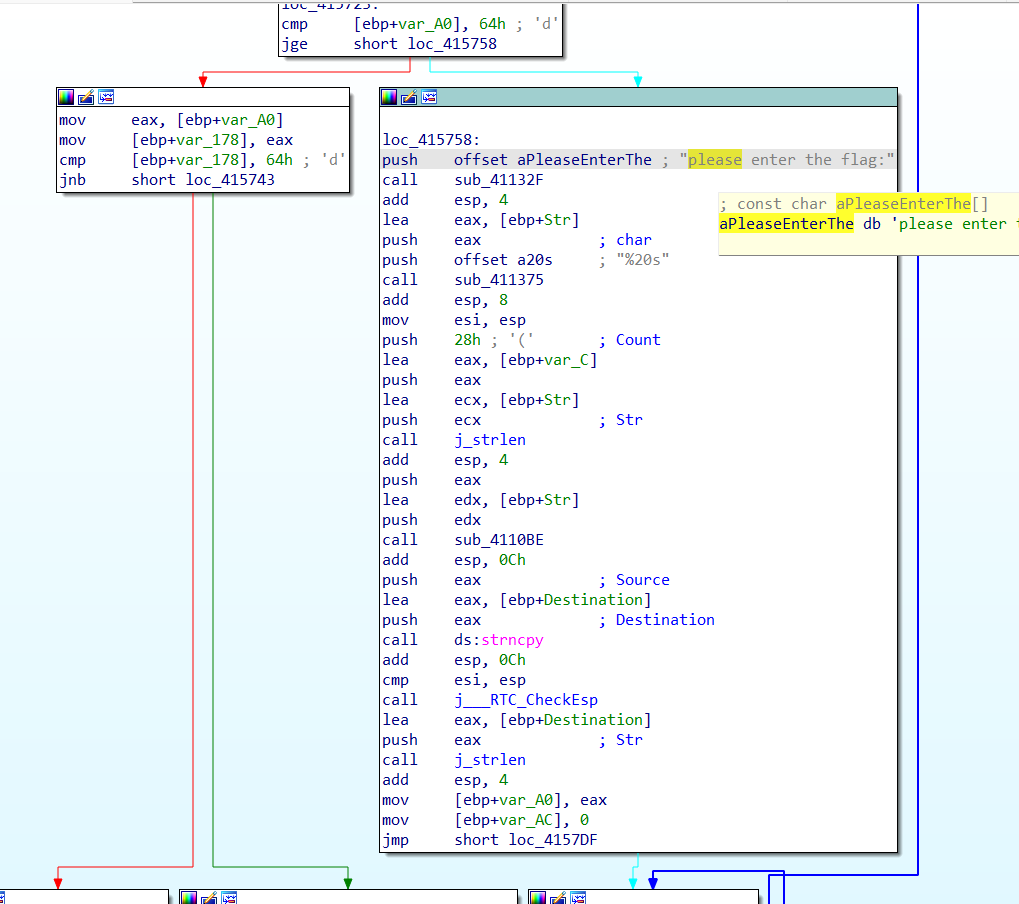 loc_415725:
cmp [ebp+var_A0], 64h ; 'd'
jge short loc_415758
mov eax, [ebp+var_A0]
mov [ebp+var_178], eax
cmp [ebp+var_178], 64h ; 'd'
jnb short loc_415743
loc_415758:
push offset aPleaseEnterThe ; "please enter the flag:"
call sub_41132F
add esp, 4
lea eax, [ebp+Str]
push eax ; char
push offset a20s ; "%20s"
call sub_411375
add esp, 8
mov esi, esp
push 28h ; '(' ; Count
lea eax, [ebp+var_C]
push eax
lea ecx, [ebp+Str]
push ecx ; Str
call j_strlen
add esp, 4
push eax
lea edx, [ebp+Str]
push edx
call sub_4110BE
add esp, 0Ch
push eax ; Source
lea eax, [ebp+Destination]
push eax ; Destination
call ds:strncpy
add esp, 0Ch
cmp esi, esp
call j___RTC_CheckEsp
lea eax, [ebp+Destination]
push eax ; Str
call j_strlen
add esp, 4
mov [ebp+var_A0], eax
mov [ebp+var_AC], 0
jmp short loc_4157DF
; const char aPleaseEnterThe[]
aPleaseEnterThe db 'please enter